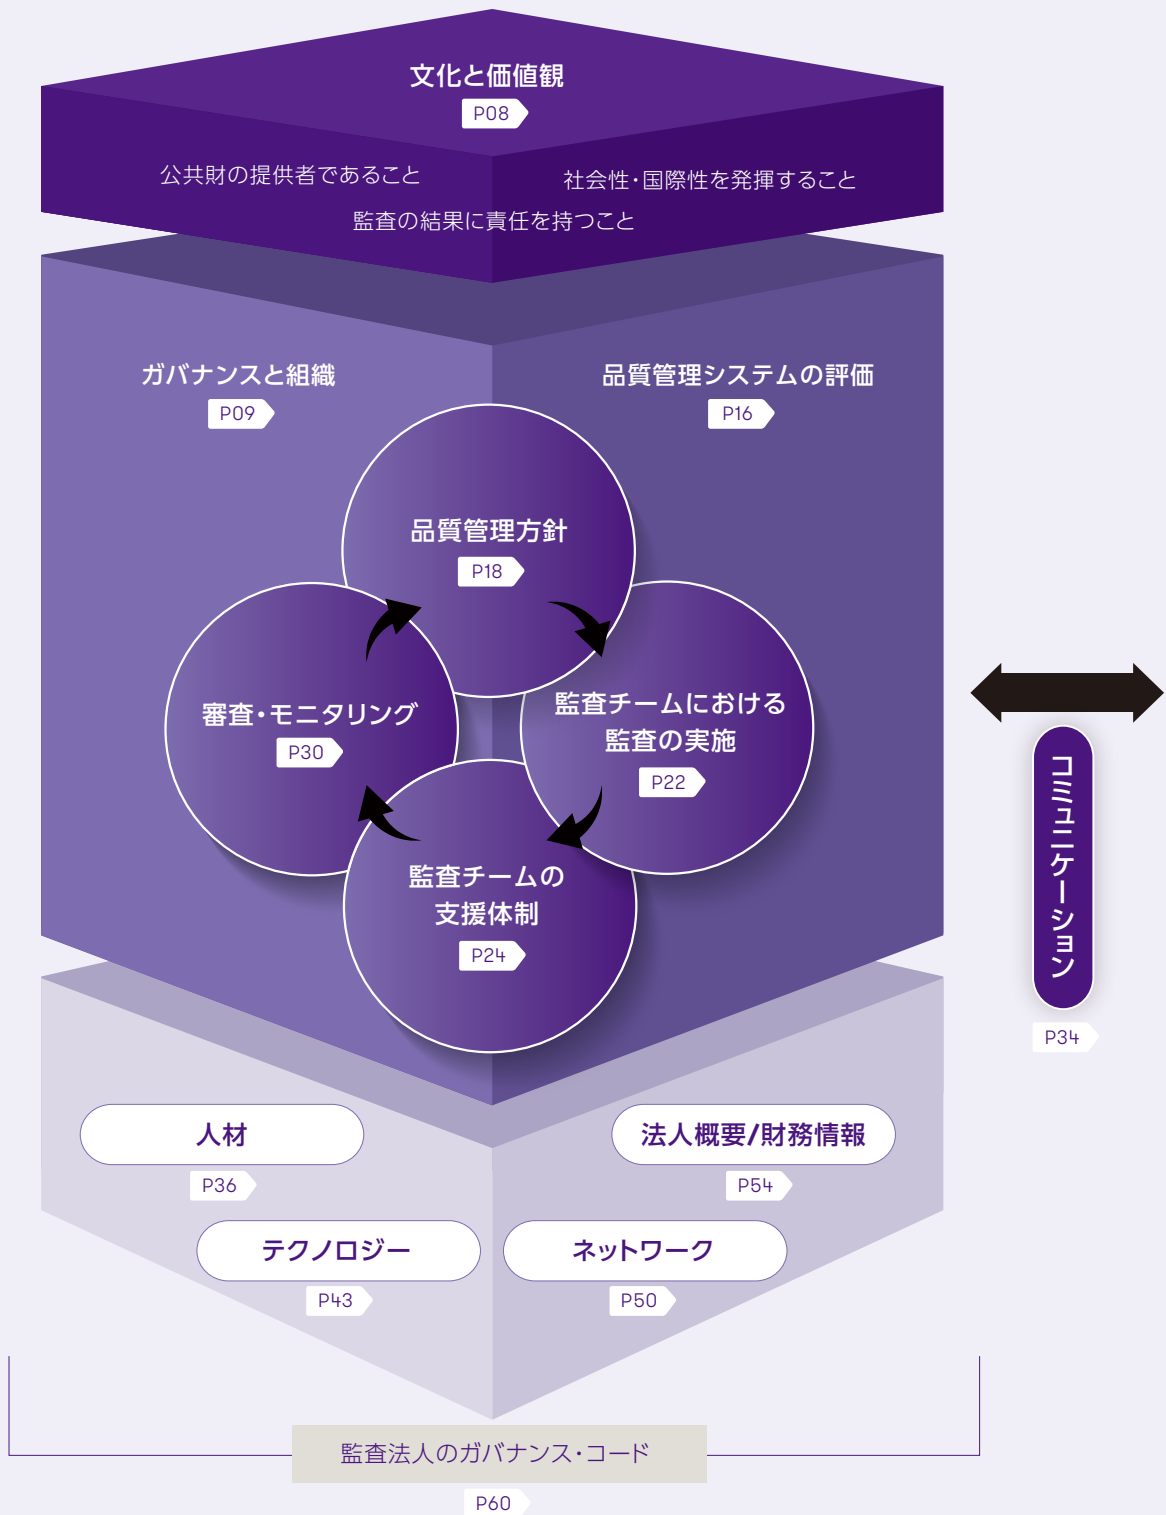 文化と価値観
P08
公共財の提供者であること
社会性・国際性を発揮すること
監査の結果に責任を持つこと
ガバナンスと組織
P09
品質管理システムの評価
P16
品質管理方針
P18
審査・モニタリング
P30
監査チームにおける
監査の実施
P22
監査チームの
支援体制
P24
コミュニケーション
P34
人材
P36
法人概要/財務情報
P54
テクノロジー
P43
ネットワーク
P50
監査法人のガバナンス・コード
P60